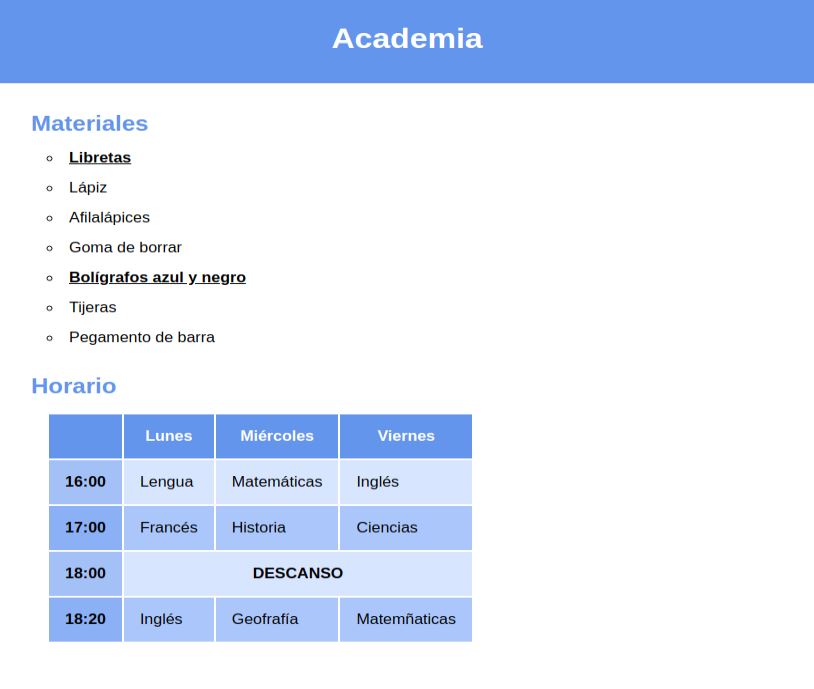 Academia
Materiales
Libretas
Lápiz
Afilalápices
Goma de borrar
Bolígrafos azul y negro
Tijeras
Pegamento de barra
Horario
Lunes Miércoles Viernes
16:00 Lengua Matemáticas Inglés
17:00 Francés Historia Ciencias
18:00 DESCANSO
18:20 Inglés Geofrafía Matemñaticas